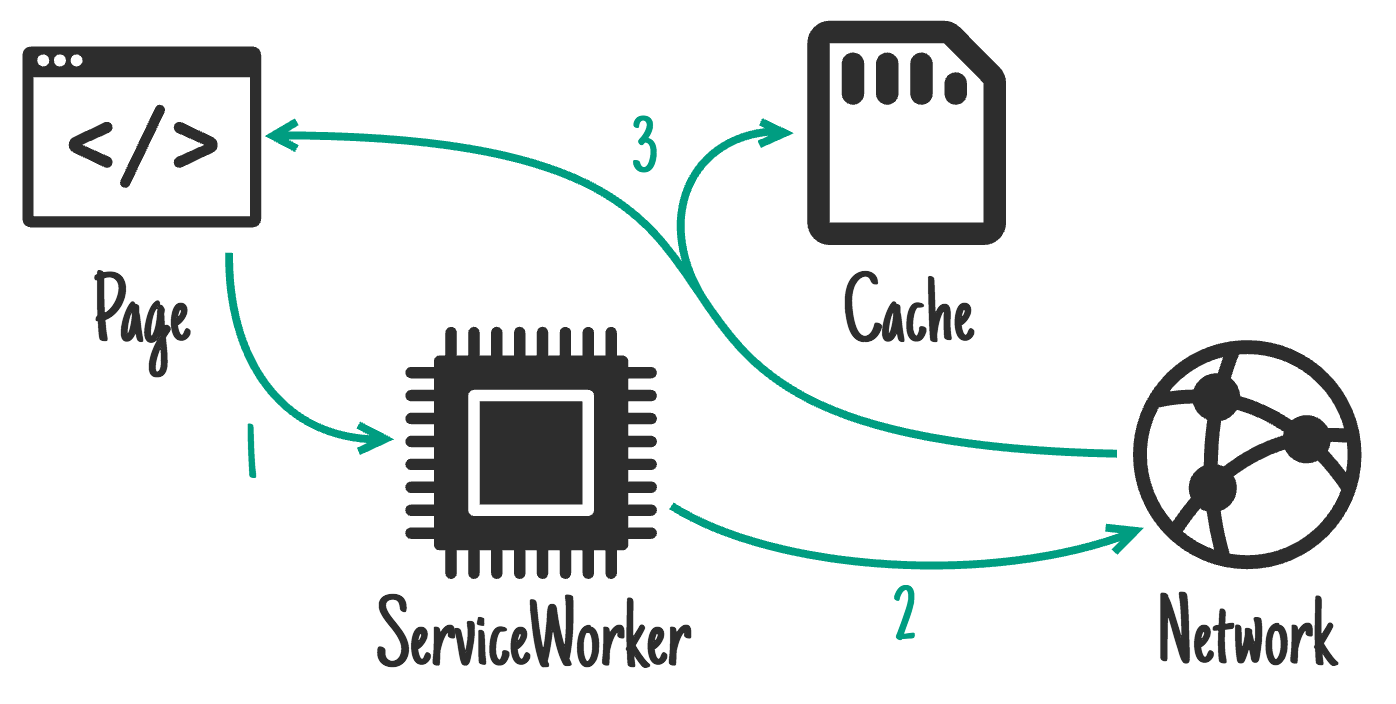 </>
3
Page
Cache
1
ServiceWorker
2
Network